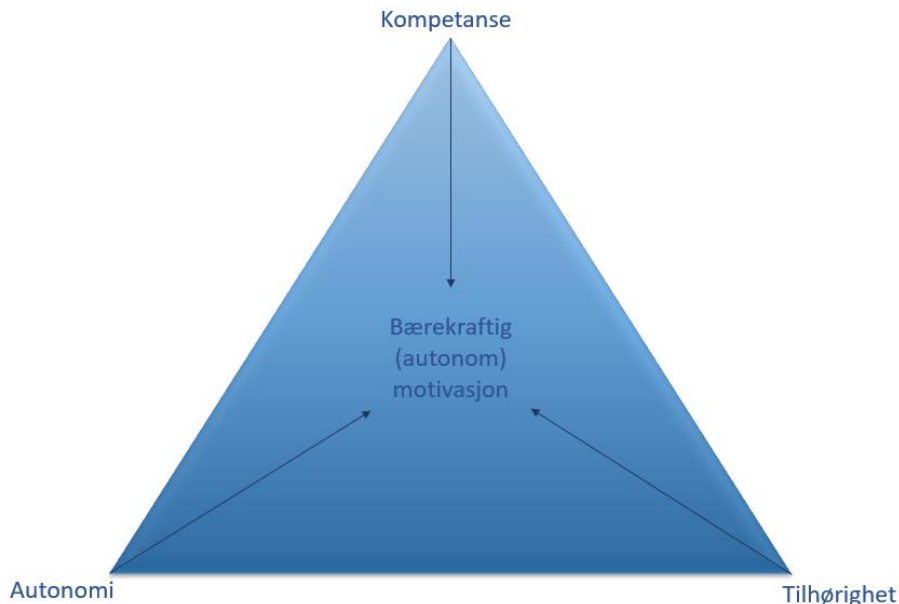 Kompetanse
Bærekraftig
(autonom)
motivasjon
Autonomi
Tilhørighet